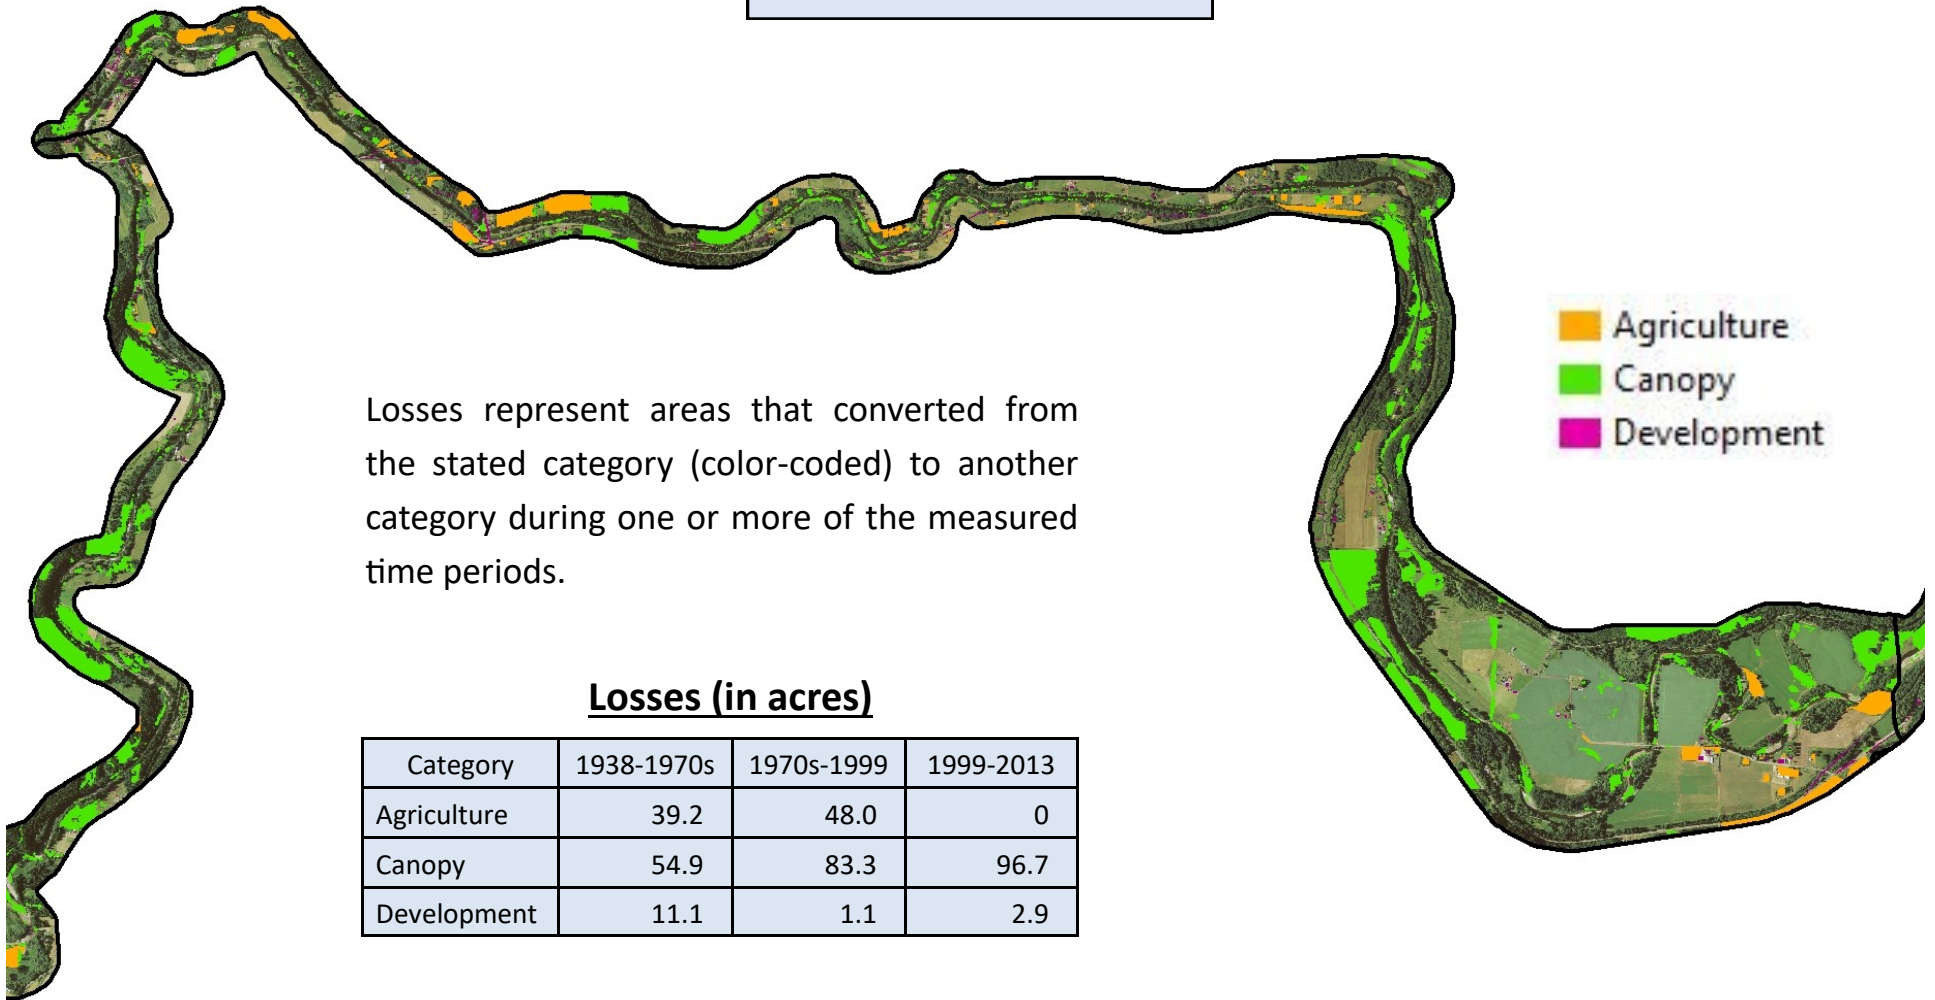 Agriculture
Canopy
Development
Losses represent areas that converted from
the stated category (color-coded) to another
category during one or more of the measured
time periods.
Losses (in acres)
Category 1938-1970s 1970s-1999 1999-2013
Agriculture 39.2 48.0 0
Canopy 54.9 83.3 96.7
Development 11.1 1.1 2.9